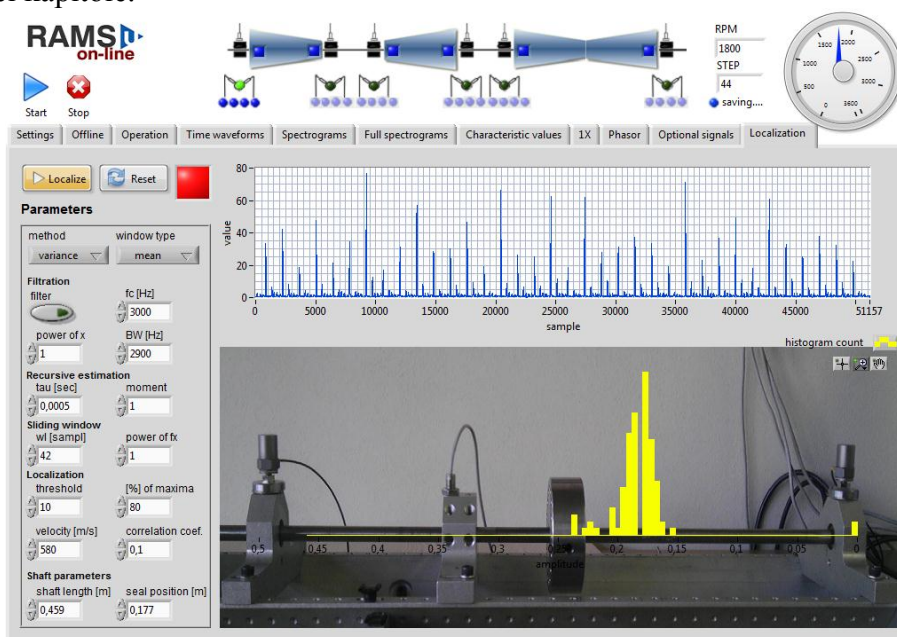 RAMS
on-line
Start Stop
RPM
1800
STEP
44
saving....
0 500 1000 1500 2000 2500 3000 3600
Settings Offline Operation Time waveforms Spectrograms Full spectrograms Characteristic values 1X Phasor Optional signals Localization
Localize Reset
Parameters
method window type
variance mean
Filtration
filter fc [Hz]
3000
power of x BW [Hz]
1 2900
Recursive estimation
tau [sec] moment
0,0005 1
Sliding window
wl [sampl] power of fx
42 1
Localization
threshold [%] of maxima
10 80
velocity [m/s] correlation coef.
580 0,1
Shaft parameters
shaft length [m] seal position [m]
0,459 0,177
value
80
60
40
20
0
0 5000 10000 15000 20000 25000 30000 35000 40000 45000 51157
sample
histogram count
0,5 0,45 0,4 0,35 0,3 0,25 0,2 0,15 0,1 0,05 0
amplitude